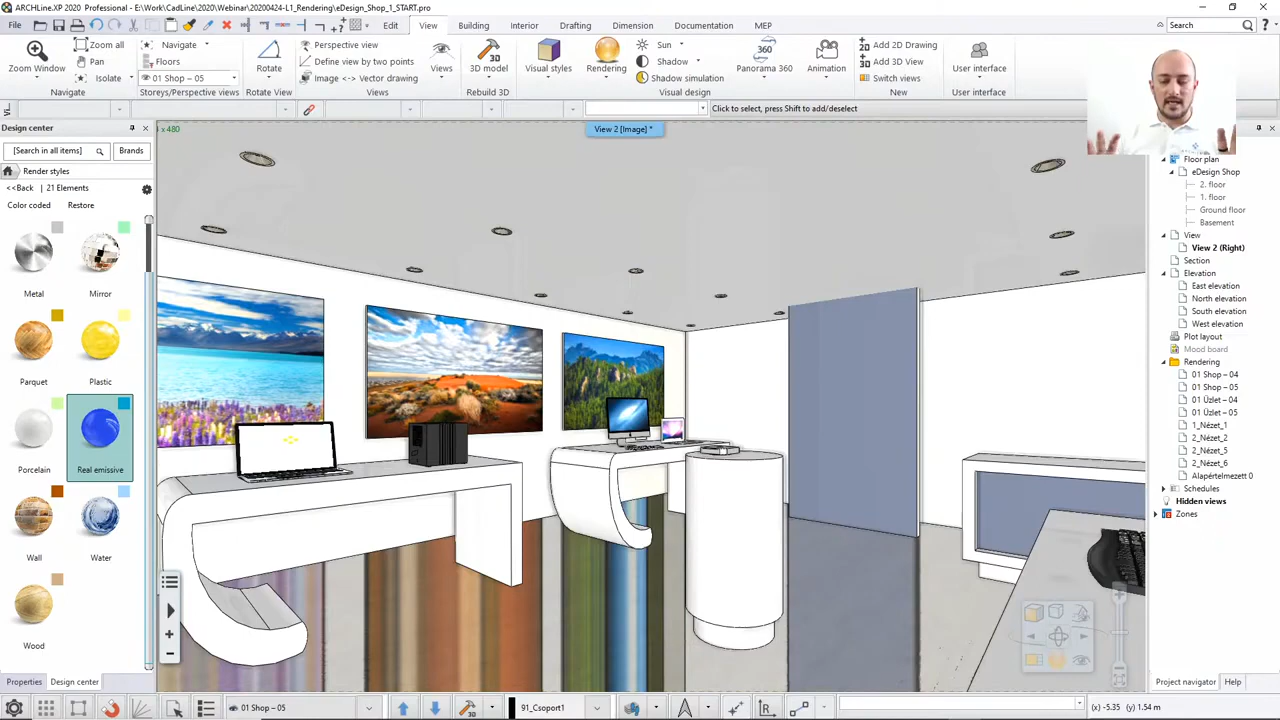 ARCHLine.XP 2020 Professional - E:\Work\CadLine\2020\Webinar\20200424-L1_Rendering\eDesign_Shop_1_START.pro
File Edit View Building Interior Drafting Dimension Documentation MEP Search
Zoom Window
Zoom all
Pan
Isolate
Navigate
Navigate
Floors
01 Shop – 05
Storeys/Perspective views
Rotate
Rotate View
Perspective view
Define view by two points
Image <-> Vector drawing
Views
Views
3D model
Rebuild 3D
Visual styles
Rendering
Sun
Shadow
Shadow simulation
Visual design
Panorama 360
Animation
Add 2D Drawing
Add 3D View
Switch views
New
User interface
User interface
Click to select, press Shift to add/deselect
Design center
x 480
View 2 [Image] *
[Search in all items]
Brands
Render styles
<<Back | 21 Elements
Color coded Restore
Metal Mirror
Parquet Plastic
Porcelain Real emissive
Wall Water
Wood
Properties Design center
Floor plan
eDesign Shop
2. floor
1. floor
Ground floor
Basement
View
View 2 (Right)
Section
Elevation
East elevation
North elevation
South elevation
West elevation
Plot layout
Mood board
Rendering
01 Shop – 04
01 Shop – 05
01 Üzlet – 04
01 Üzlet – 05
1_Nézet_1
2_Nézet_2
2_Nézet_5
2_Nézet_6
Alapértelmezett 0
Schedules
Hidden views
Zones
Project navigator Help
01 Shop – 05
91_Csoport1
(x) -5.35 (y) 1.54 m